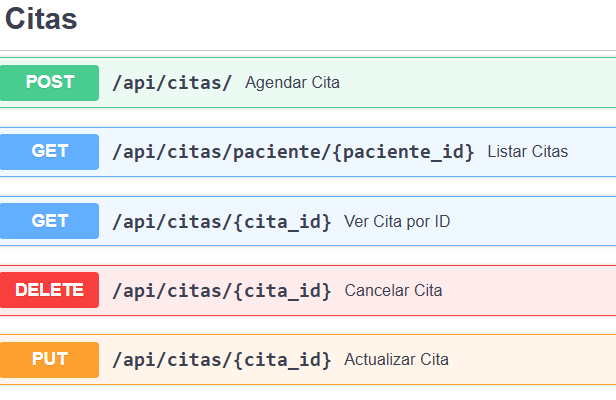 Citas
POST /api/citas/ Agendar Cita
GET /api/citas/paciente/{paciente_id} Listar Citas
GET /api/citas/{cita_id} Ver Cita por ID
DELETE /api/citas/{cita_id} Cancelar Cita
PUT /api/citas/{cita_id} Actualizar Cita